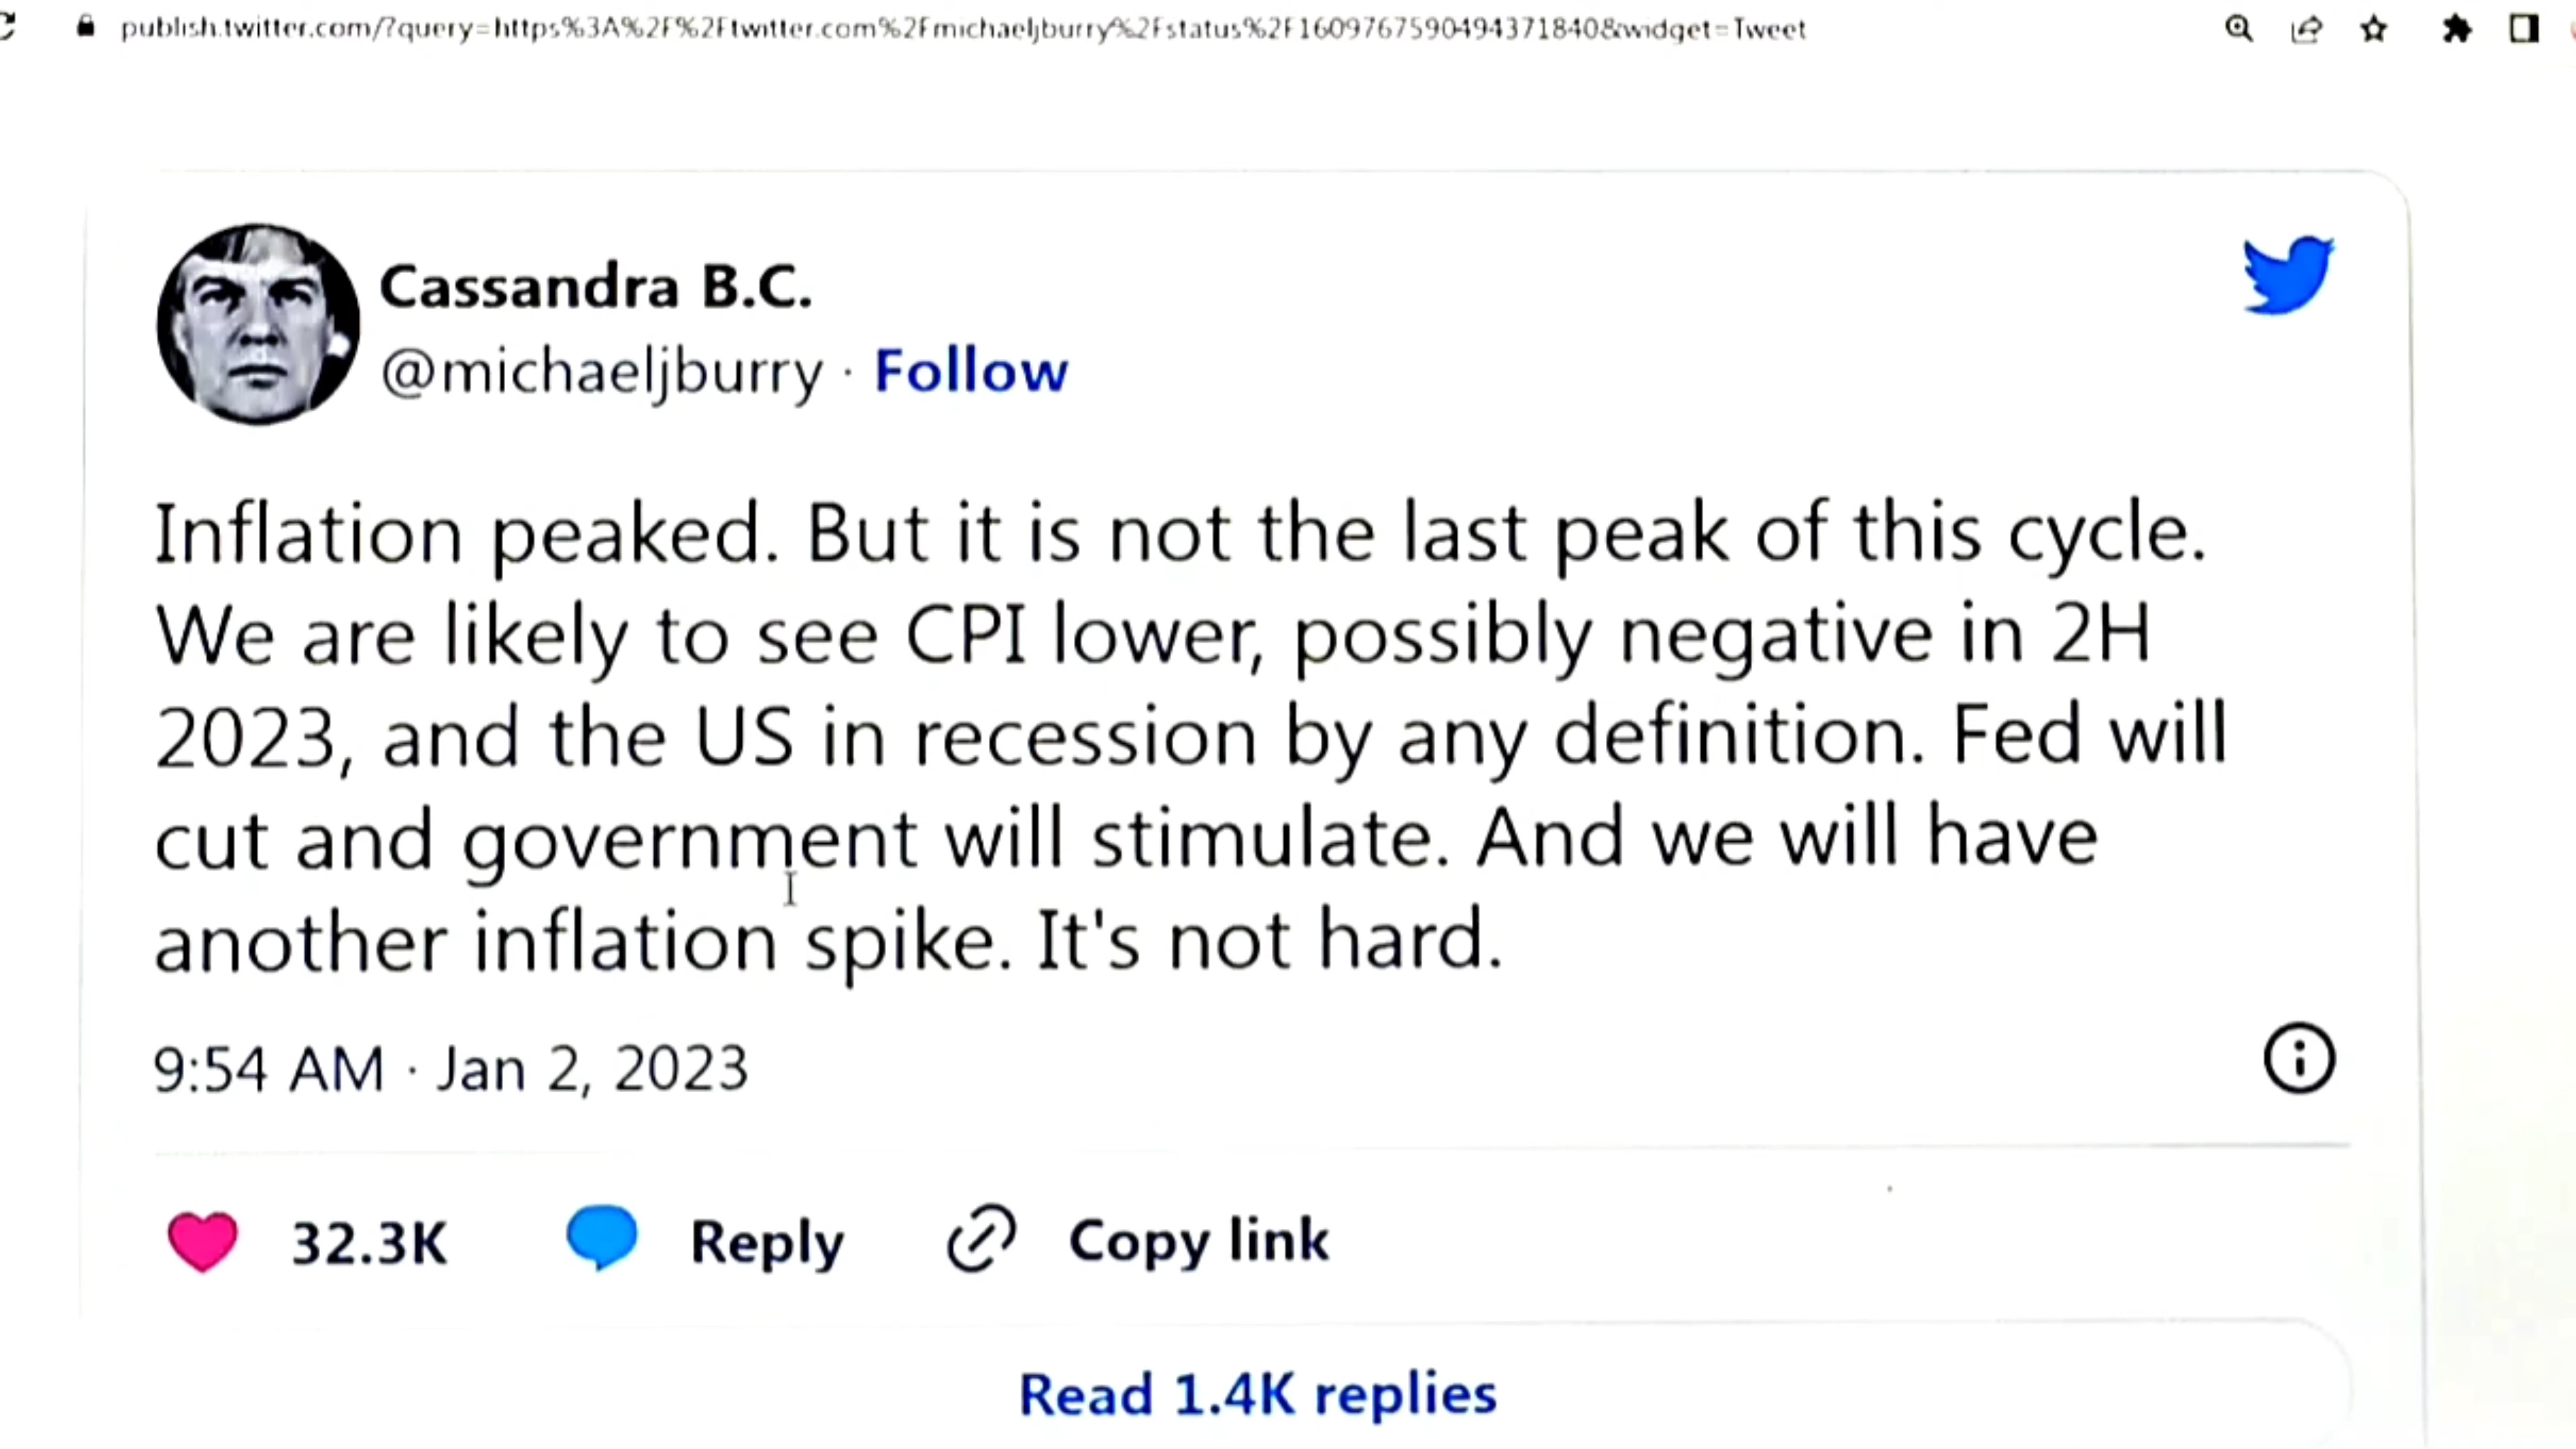 publish.twitter.com/?query=https%3A%2F%2Ftwitter.com%2Fmichaeljburry%2Fstatus%2F1609767590494371840&widget=Tweet
Cassandra B.C.
@michaeljburry · Follow
Inflation peaked. But it is not the last peak of this cycle.
We are likely to see CPI lower, possibly negative in 2H
2023, and the US in recession by any definition. Fed will
cut and government will stimulate. And we will have
another inflation spike. It's not hard.
9:54 AM · Jan 2, 2023
32.3K Reply Copy link
Read 1.4K replies